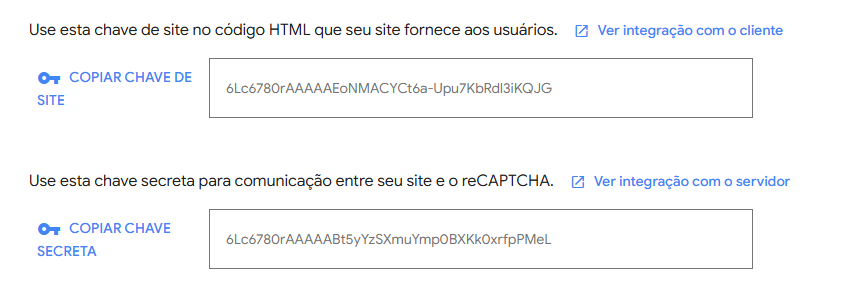 Use esta chave de site no código HTML que seu site fornece aos usuários. Ver integração com o cliente
COPIAR CHAVE DE
SITE
6Lc6780rAAAAAEoNMACYCt6a-Upu7KbRdl3iKQJG
Use esta chave secreta para comunicação entre seu site e o reCAPTCHA. Ver integração com o servidor
COPIAR CHAVE
SECRETA
6Lc6780rAAAAABt5yYzSXmuYmp0BXKk0xrfpPMeL